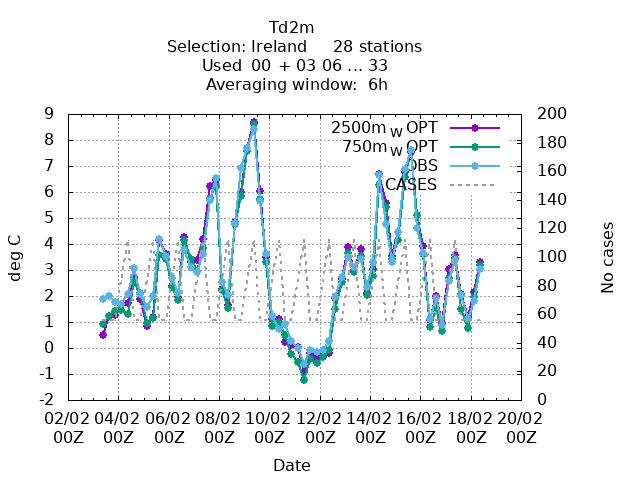 Td2m
Selection: Ireland 28 stations
Used 00 + 03 06 ... 33
Averaging window: 6h
9
8
7
6
5
4
3
2
1
0
-1
-2
deg C
200
180
160
140
120
100
80
60
40
20
0
No cases
2500m W OPT
750m W OPT
OBS
CASES
02/02 04/02 06/02 08/02 10/02 12/02 14/02 16/02 18/02 20/02
00Z 00Z 00Z 00Z 00Z 00Z 00Z 00Z 00Z 00Z
Date